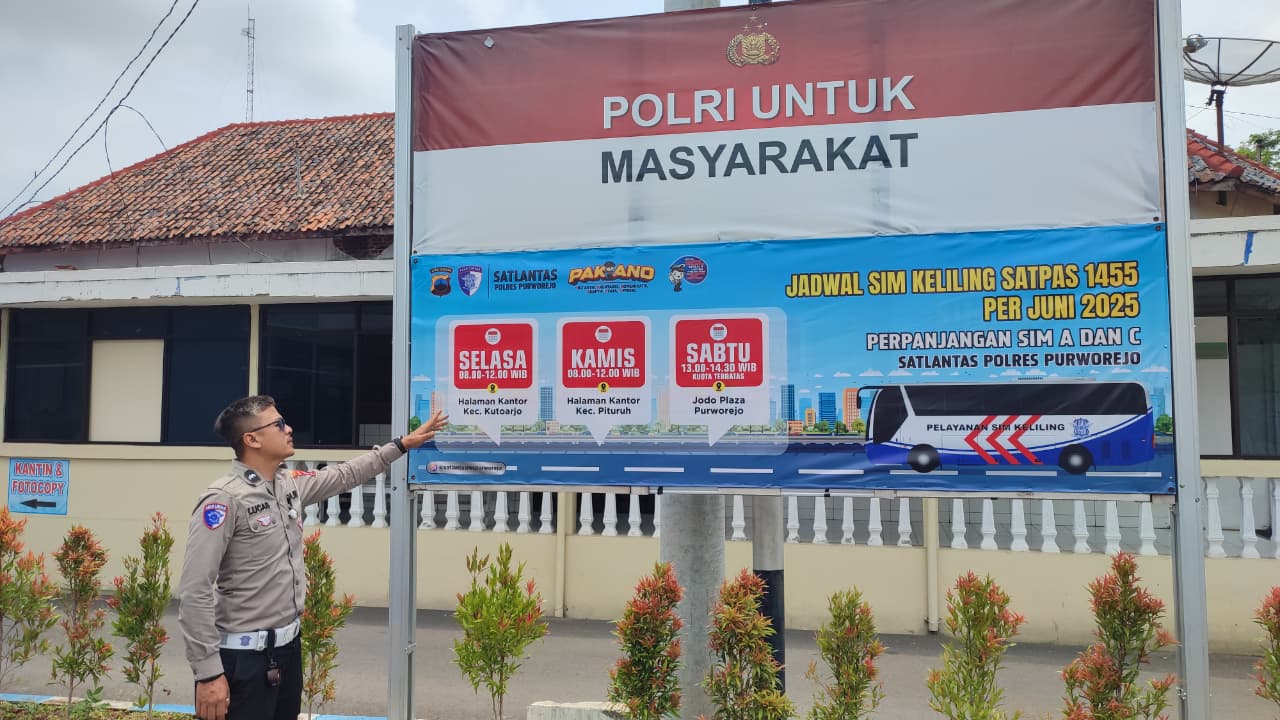 POLRI UNTUK
MASYARAKAT
SATLANTAS
POLRES PURWOREJO
JADWAL SIM KELILING SATPAS 1455
PER JUNI 2025
PERPANJANGAN SIM A DAN C
SATLANTAS POLRES PURWOREJO
SELASA
08.00-12.00 WIB
Halaman Kantor
Kec. Kutoarjo
KAMIS
08.00-12.00 WIB
Halaman Kantor
Kec. Pituruh
SABTU
13.00-14.30 WIB
KUOTA TERBATAS
Jodo Plaza
Purworejo
PELAYANAN SIM KELILING
KANTIN &
FOTOCOPY
LUCAS